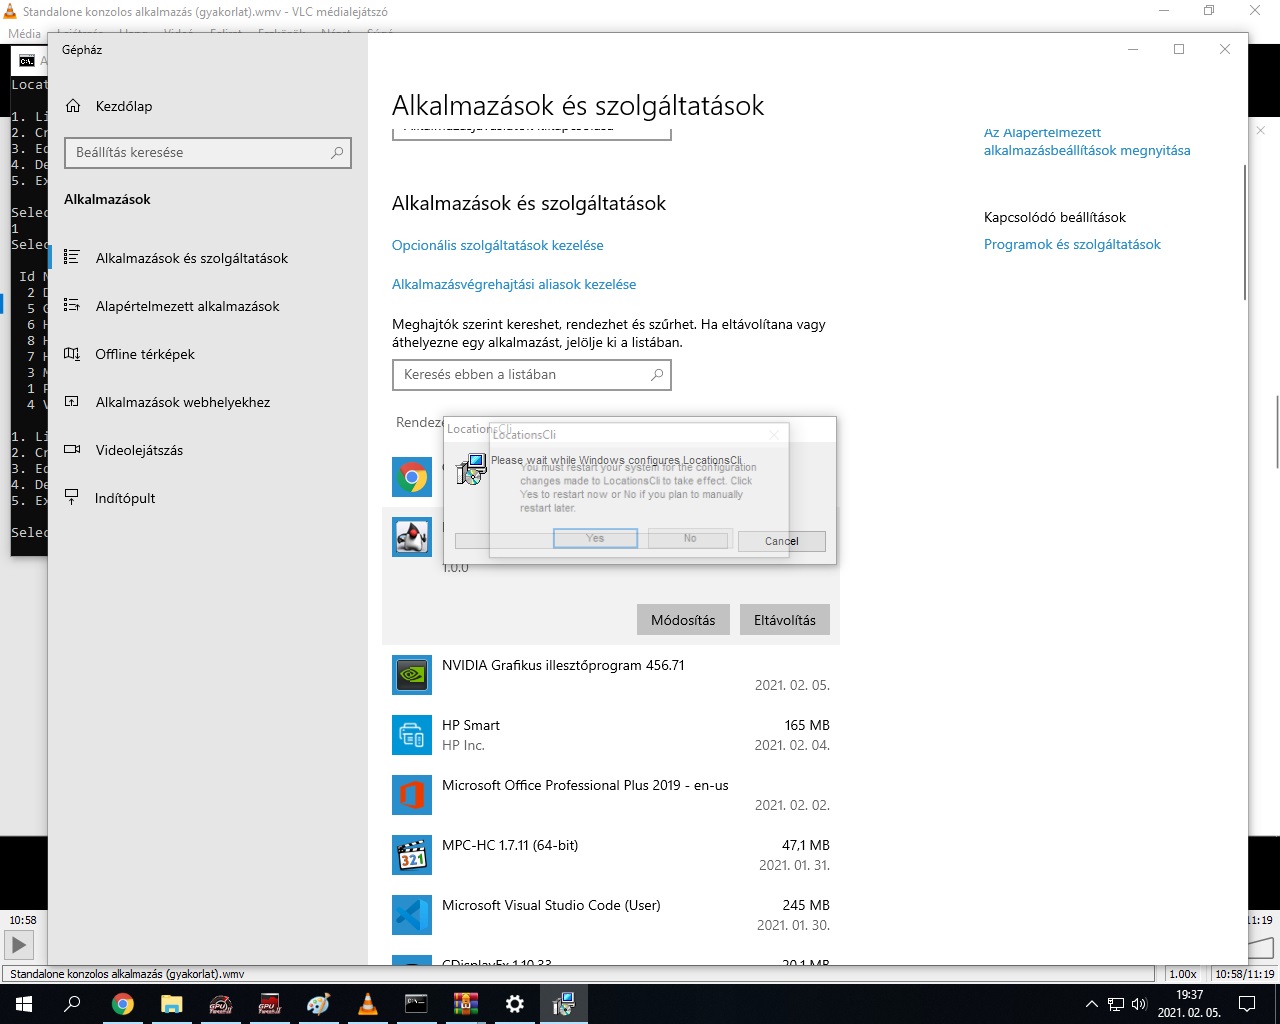 Standalone konzolos alkalmazás (gyakorlat).wmv - VLC médialejátszó
Média
Gépház
Kezdőlap
Beállítás keresése
Alkalmazások
Alkalmazások és szolgáltatások
Alapértelmezett alkalmazások
Offline térképek
Alkalmazások webhelyekhez
Videolejátszás
Indítópult
Locat
1. Li
2. Cr
3. Ed
4. De
5. Ex
Selec
1
Selec
Id N
2 D
5 G
6 H
8 H
7 H
3 M
1 P
4 V
1. Li
2. Cr
3. Ed
4. De
5. Ex
Selec
Alkalmazások és szolgáltatások
Alkalmazások és szolgáltatások
Opcionális szolgáltatások kezelése
Alkalmazásvégrehajtási aliasok kezelése
Meghajtók szerint kereshet, rendezhet és szűrhet. Ha eltávolítana vagy
áthelyezne egy alkalmazást, jelölje ki a listában.
Keresés ebben a listában
Rendeze
LocationsCli
Please wait while Windows configures LocationsCli
Cancel
LocationsCli
You must restart your system for the configuration
changes made to LocationsCli to take effect. Click
Yes to restart now or No if you plan to manually
restart later.
Yes
No
1.0.0
Módosítás
Eltávolítás
NVIDIA Grafikus illesztőprogram 456.71
2021. 02. 05.
HP Smart
165 MB
HP Inc.
2021. 02. 04.
Microsoft Office Professional Plus 2019 - en-us
2021. 02. 02.
MPC-HC 1.7.11 (64-bit)
47,1 MB
2021. 01. 31.
Microsoft Visual Studio Code (User)
245 MB
2021. 01. 30.
CDisplayEx 1.10.33
20,1 MB
Az Alapértelmezett
alkalmazásbeállítások megnyitása
Kapcsolódó beállítások
Programok és szolgáltatások
10:58
11:19
Standalone konzolos alkalmazás (gyakorlat).wmv
1.00x
10:58/11:19
19:37
2021. 02. 05.